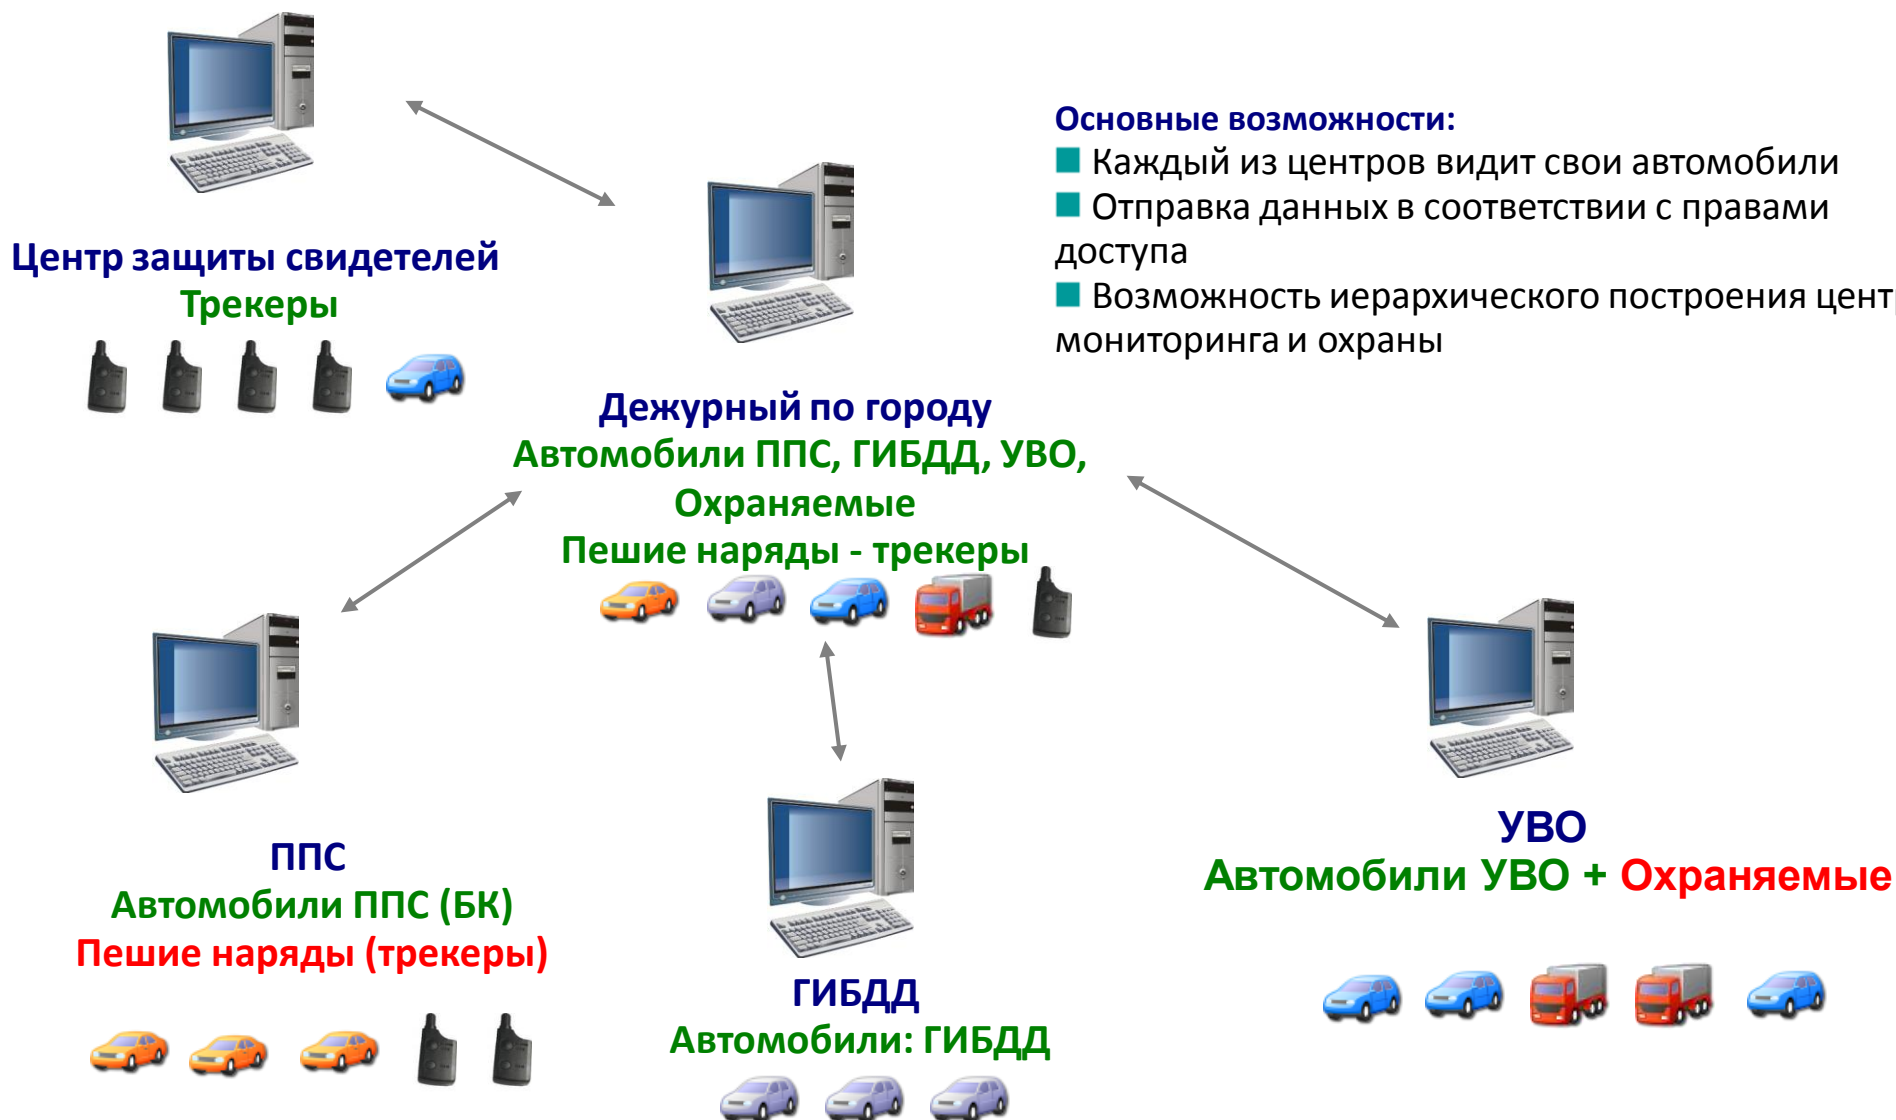 Основные возможности:
Каждый из центров видит свои автомобили
Отправка данных в соответствии с правами
доступа
Возможность иерархического построения
мониторинга и охраны
Центр защиты свидетелей
Трекеры
Дежурный по городу
Автомобили ППС, ГИБДД, УВО,
Охраняемые
Пешие наряды - трекеры
ППС
Автомобили ППС (БК)
Пешие наряды (трекеры)
ГИБДД
Автомобили: ГИБДД
УВО
Автомобили УВО + Охраняемые